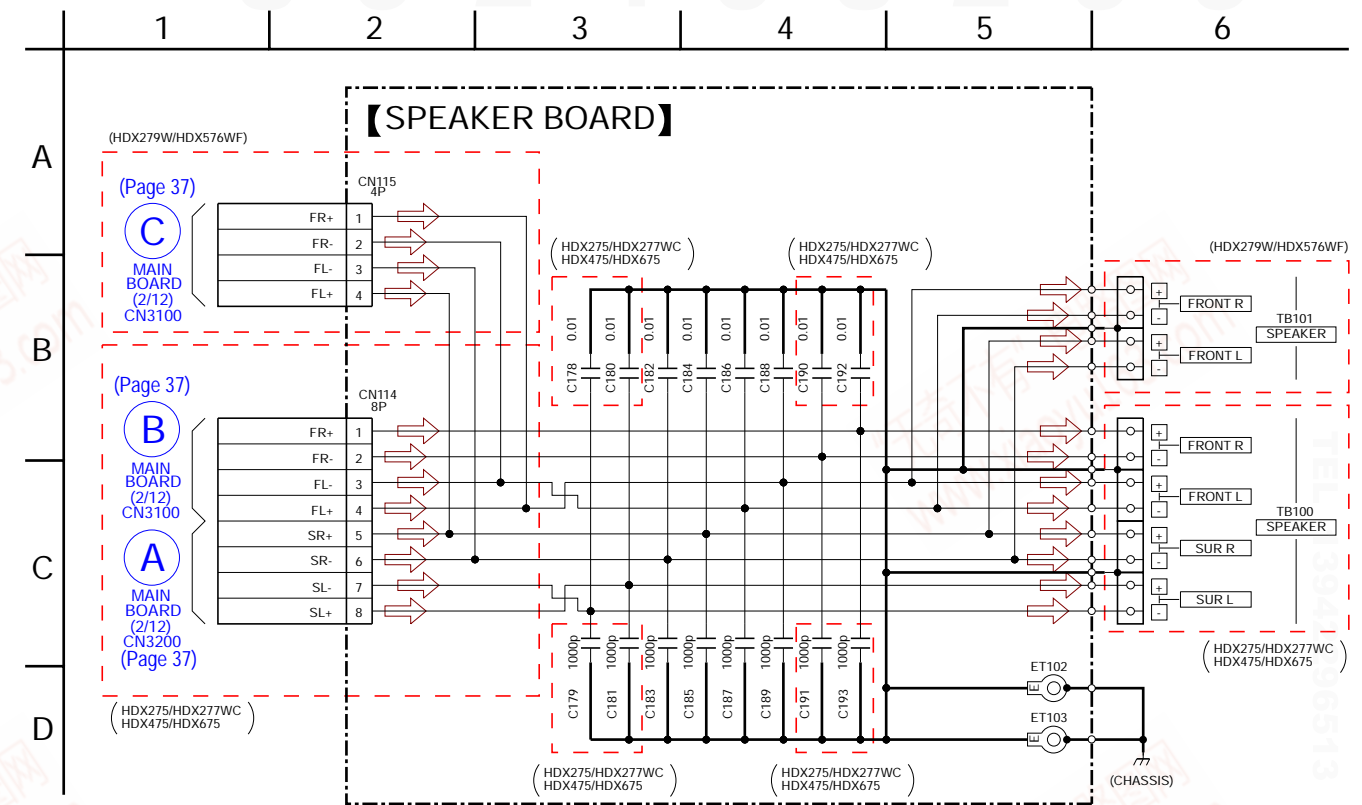 1 2 3 4 5 6
A
B
C
D
【SPEAKER BOARD】
(HDX279W/HDX576WF)
(Page 37)
C
MAIN
BOARD
(2/12)
CN3100
CN115
4P
FR+ 1
FR- 2
FL- 3
FL+ 4
(Page 37)
B
MAIN
BOARD
(2/12)
CN3100
A
MAIN
BOARD
(2/12)
CN3200
(Page 37)
CN114
8P
FR+ 1
FR- 2
FL- 3
FL+ 4
SR+ 5
SR- 6
SL- 7
SL+ 8
(HDX275/HDX277WC
HDX475/HDX675)
(HDX275/HDX277WC
HDX475/HDX675)
(HDX275/HDX277WC
HDX475/HDX675)
0.01 0.01 0.01 0.01 0.01 0.01 0.01 0.01
C178 C180 C182 C184 C186 C188 C190 C192
1000p 1000p 1000p 1000p 1000p 1000p 1000p 1000p
C179 C181 C183 C185 C187 C189 C191 C193
(HDX275/HDX277WC
HDX475/HDX675)
(HDX275/HDX277WC
HDX475/HDX675)
(HDX279W/HDX576WF)
+ FRONT R
-
+ FRONT L
-
TB101
SPEAKER
+ FRONT R
-
+ FRONT L
-
+ SUR R
-
+ SUR L
-
TB100
SPEAKER
(HDX275/HDX277WC
HDX475/HDX675)
ET102
E
ET103
E
(CHASSIS)